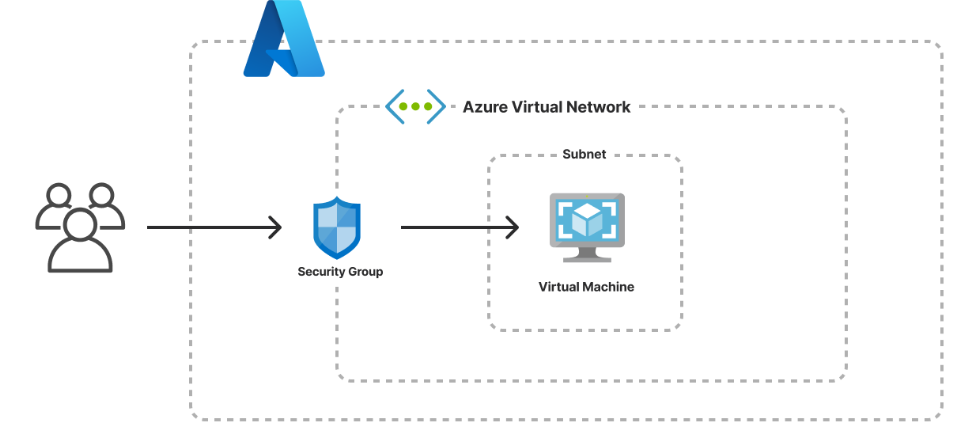 Azure Virtual Network
Subnet
Security Group
Virtual Machine